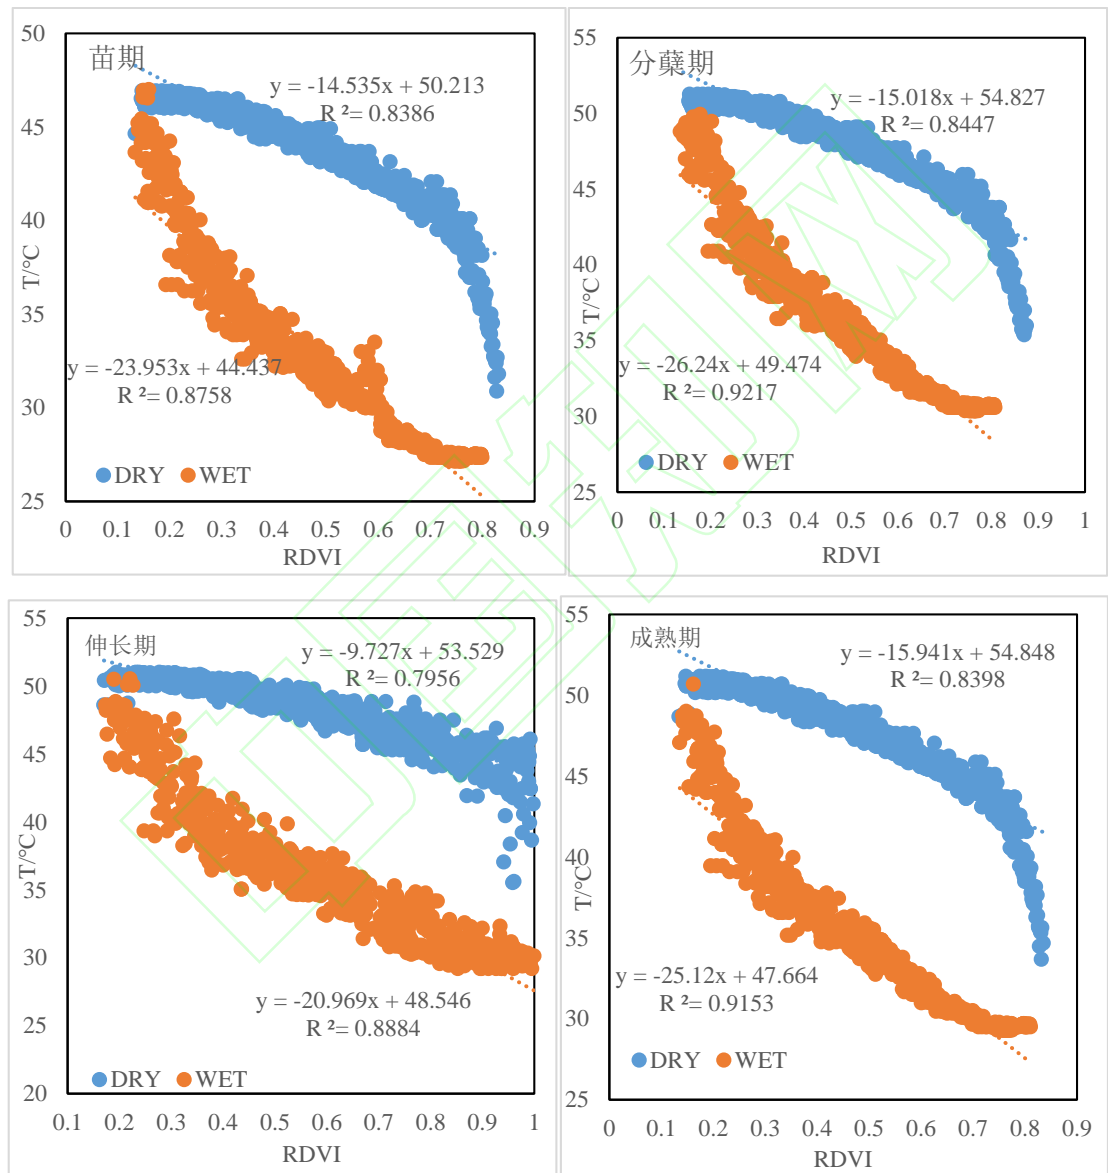 50
45
40
35
30
25
T/°C
苗期
y = -14.535x + 50.213
R ²= 0.8386
y = -23.953x + 44.437
R ²= 0.8758
DRY WET
0 0.1 0.2 0.3 0.4 0.5 0.6 0.7 0.8 0.9
RDVI
55
50
45
40
35
30
25
T/°C
分蘖期
y = -15.018x + 54.827
R ²= 0.8447
y = -26.24x + 49.474
R ²= 0.9217
DRY WET
0 0.1 0.2 0.3 0.4 0.5 0.6 0.7 0.8 0.9 1
RDVI
55
50
45
40
35
30
25
20
T/°C
伸长期
y = -9.727x + 53.529
R ²= 0.7956
y = -20.969x + 48.546
R ²= 0.8884
DRY WET
0.1 0.2 0.3 0.4 0.5 0.6 0.7 0.8 0.9 1
RDVI
55
50
45
40
35
30
25
T/°C
成熟期
y = -15.941x + 54.848
R ²= 0.8398
y = -25.12x + 47.664
R ²= 0.9153
DRY WET
0 0.1 0.2 0.3 0.4 0.5 0.6 0.7 0.8 0.9
RDVI